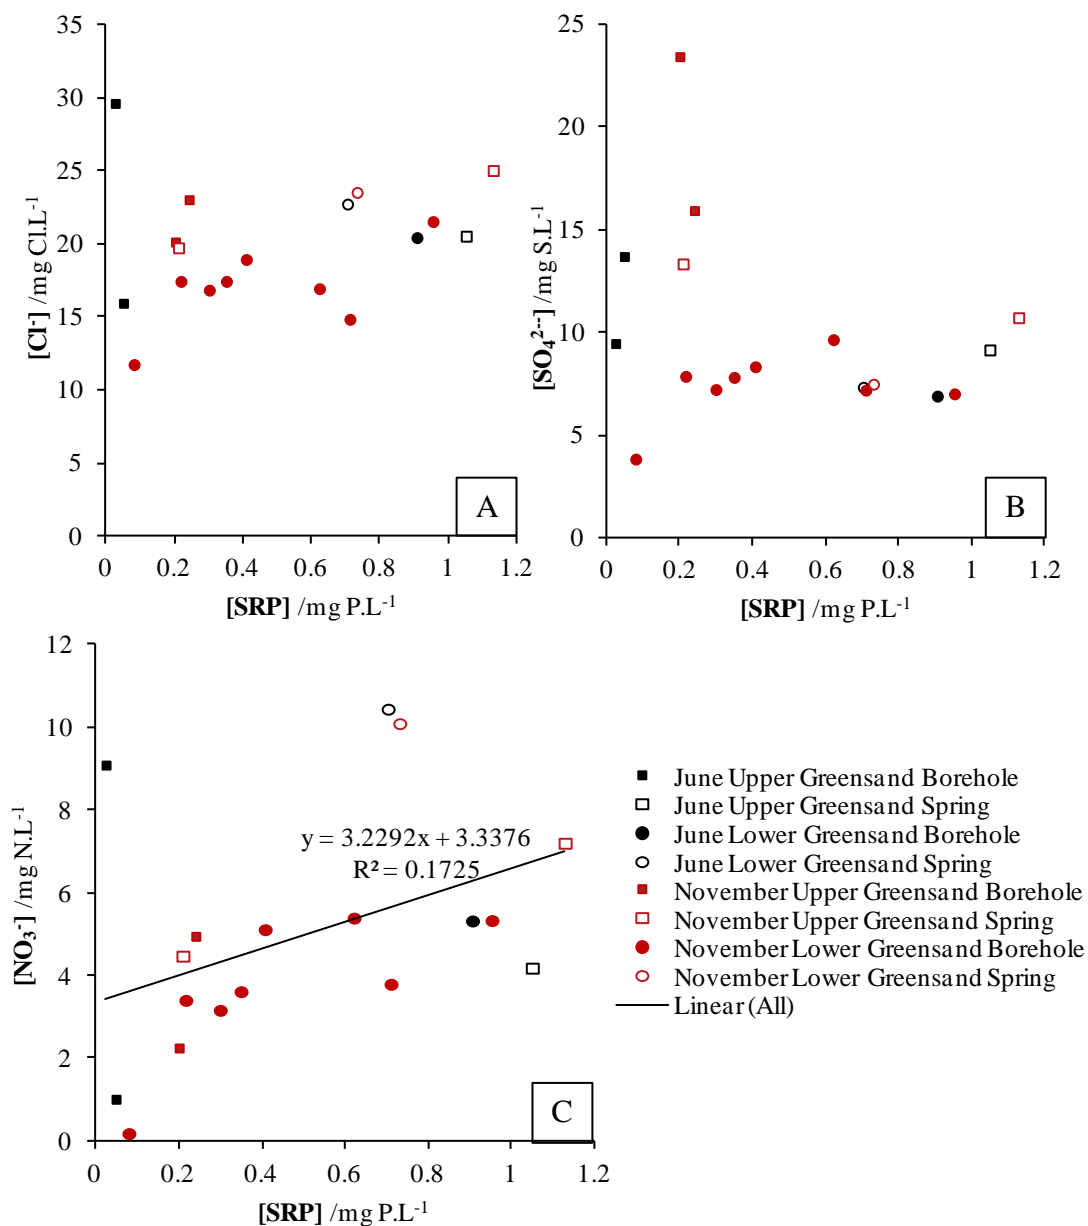 35
30
25
20
15
10
5
0
[Cl-] /mg Cl.L-1
0 0.2 0.4 0.6 0.8 1 1.2
[SRP] /mg P.L-1
A
25
20
15
10
5
0
[SO42--] /mg S.L-1
0 0.2 0.4 0.6 0.8 1 1.2
[SRP] /mg P.L-1
B
12
10
8
6
4
2
0
[NO3-] /mg N.L-1
y = 3.2292x + 3.3376
R² = 0.1725
0 0.2 0.4 0.6 0.8 1 1.2
[SRP] /mg P.L-1
C
June Upper Greensand Borehole
June Upper Greensand Spring
June Lower Greensand Borehole
June Lower Greensand Spring
November Upper Greensand Borehole
November Upper Greensand Spring
November Lower Greensand Borehole
November Lower Greensand Spring
Linear (All)